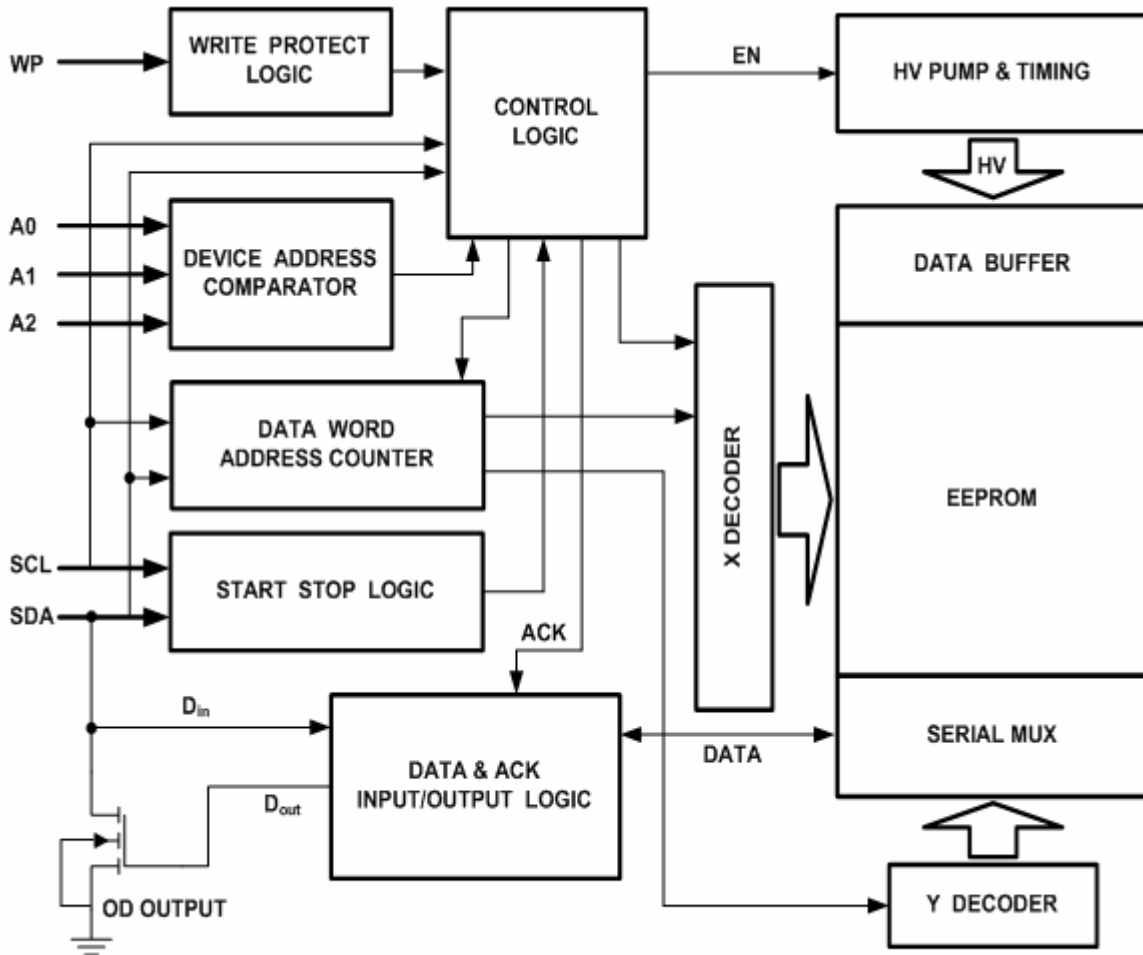 WP
WRITE PROTECT
LOGIC
CONTROL
LOGIC
EN
HV PUMP & TIMING
HV
A0
A1
A2
DEVICE ADDRESS
COMPARATOR
DATA BUFFER
DATA WORD
ADDRESS COUNTER
X DECODER
EEPROM
SCL
SDA
START STOP LOGIC
ACK
Din
DATA & ACK
INPUT/OUTPUT LOGIC
Dout
DATA
SERIAL MUX
OD OUTPUT
Y DECODER